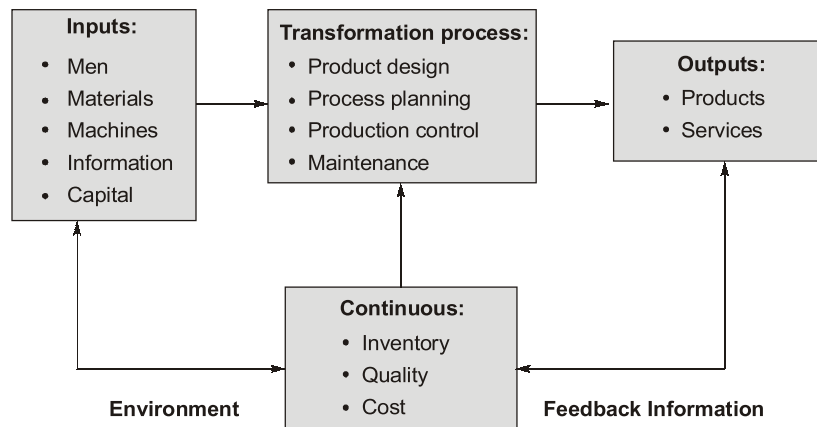 Inputs:
• Men
• Materials
• Machines
• Information
• Capital
Transformation process:
• Product design
• Process planning
• Production control
• Maintenance
Outputs:
• Products
• Services
Continuous:
• Inventory
• Quality
• Cost
Environment
Feedback Information